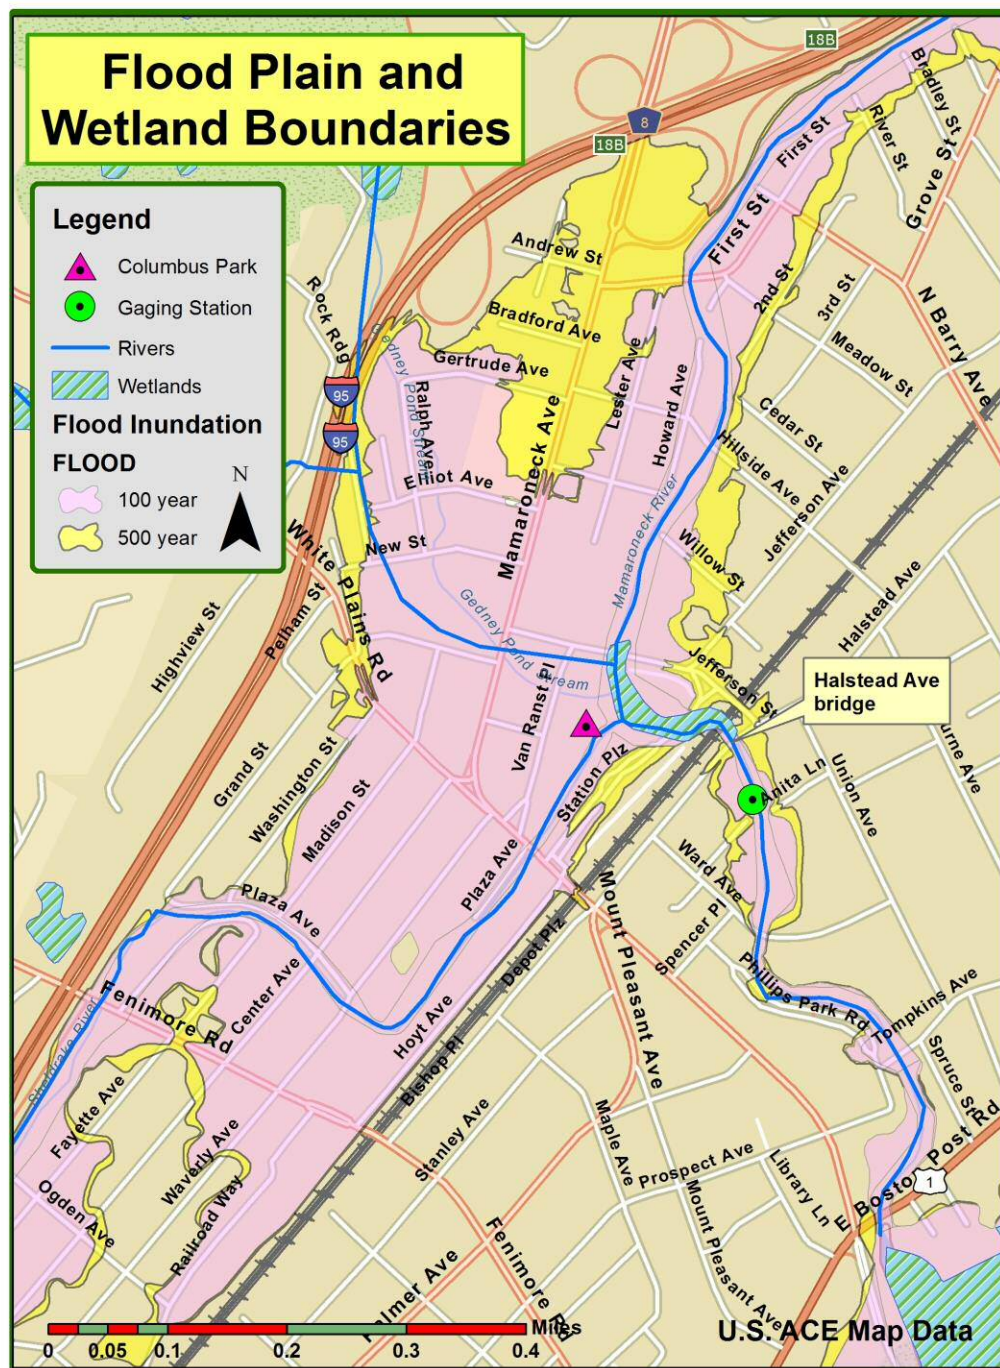 Flood Plain and
Wetland Boundaries
Legend
Columbus Park
Gaging Station
Rivers
Wetlands
Flood Inundation
FLOOD
100 year
500 year
N
18B
18B
8
95
95
1
Bradley St
River St
First St
Grove St
First St
2nd St
3rd St
N Barry Ave
Meadow St
Andrew St
Bradford Ave
Gertrude Ave
Rock Rdg
Gedney Pond Stream
Ralph Ave
Elliot Ave
Mamaroneck Ave
Lester Ave
Howard Ave
Cedar St
Hillside Ave
Jefferson Ave
Mamaroneck River
New St
White Plains Rd
Willow St
Halstead Ave
Highview St
Pelham St
Gedney Pond Stream
Jefferson St
Van Ranst Pl
Halstead Ave
bridge
Station Plz
Anita Ln
Union Ave
urne Ave
Grand St
Washington St
Madison St
Plaza Ave
Plaza Ave
Ward Ave
Mount Pleasant Ave
Spencer Pl
Depot Plz
Phillips Park Rd
Tompkins Ave
Spruce St
Sheldrake River
Fenimore Rd
Center Ave
Hoyt Ave
Bishop Pl
Fayette Ave
Waverly Ave
Stanley Ave
Maple Ave
Prospect Ave
Library Ln
Mount Pleasant Ave
E Boston Post Rd
Ogden Ave
Railroad Way
Palmer Ave
Fenimore Rd
Miles
0 0.05 0.1 0.2 0.3 0.4
U.S. ACE Map Data